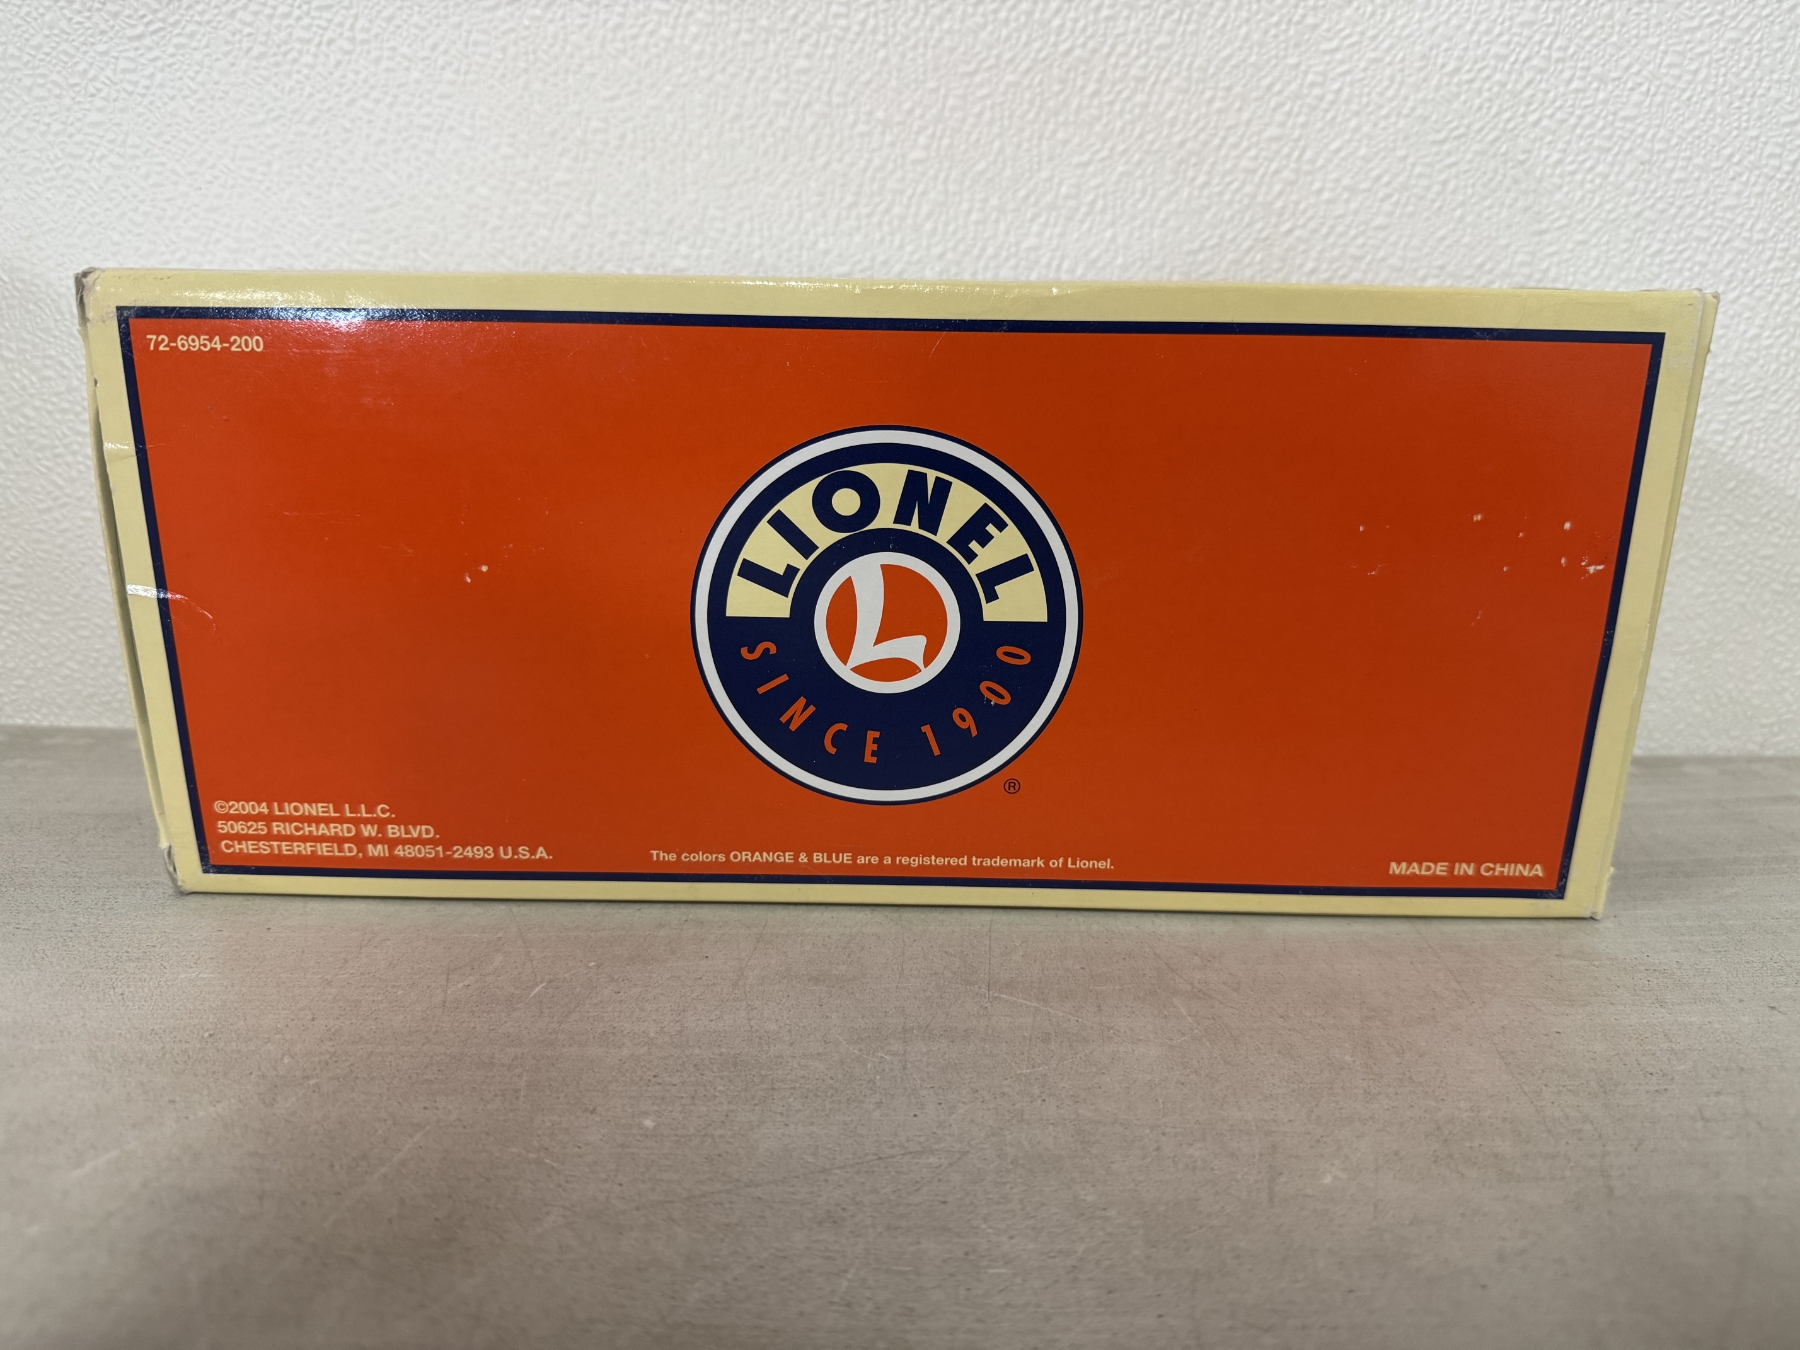 72-6954-200
LIONEL
L
SINCE 1900
®
©2004 LIONEL L.L.C.
50625 RICHARD W. BLVD.
CHESTERFIELD, MI 48051-2493 U.S.A.
The colors ORANGE & BLUE are a registered trademark of Lionel.
MADE IN CHINA